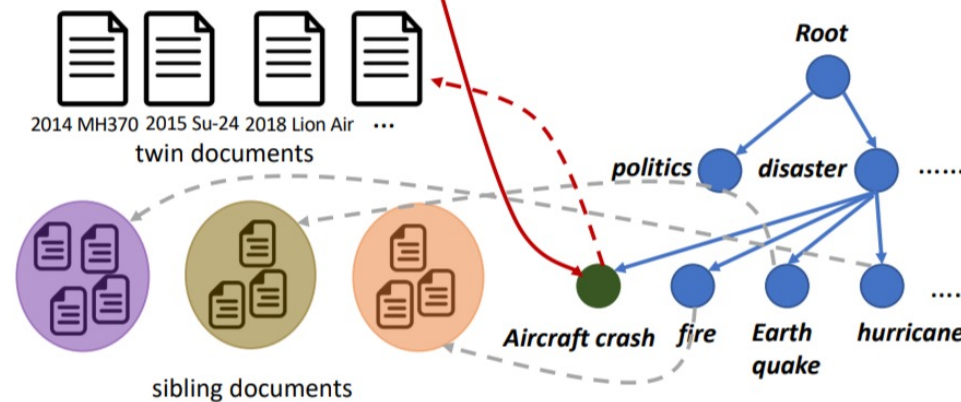 Root
2014 MH370 2015 Su-24 2018 Lion Air ...
twin documents
politics disaster ......
Aircraft crash fire Earth quake hurricane ....
sibling documents